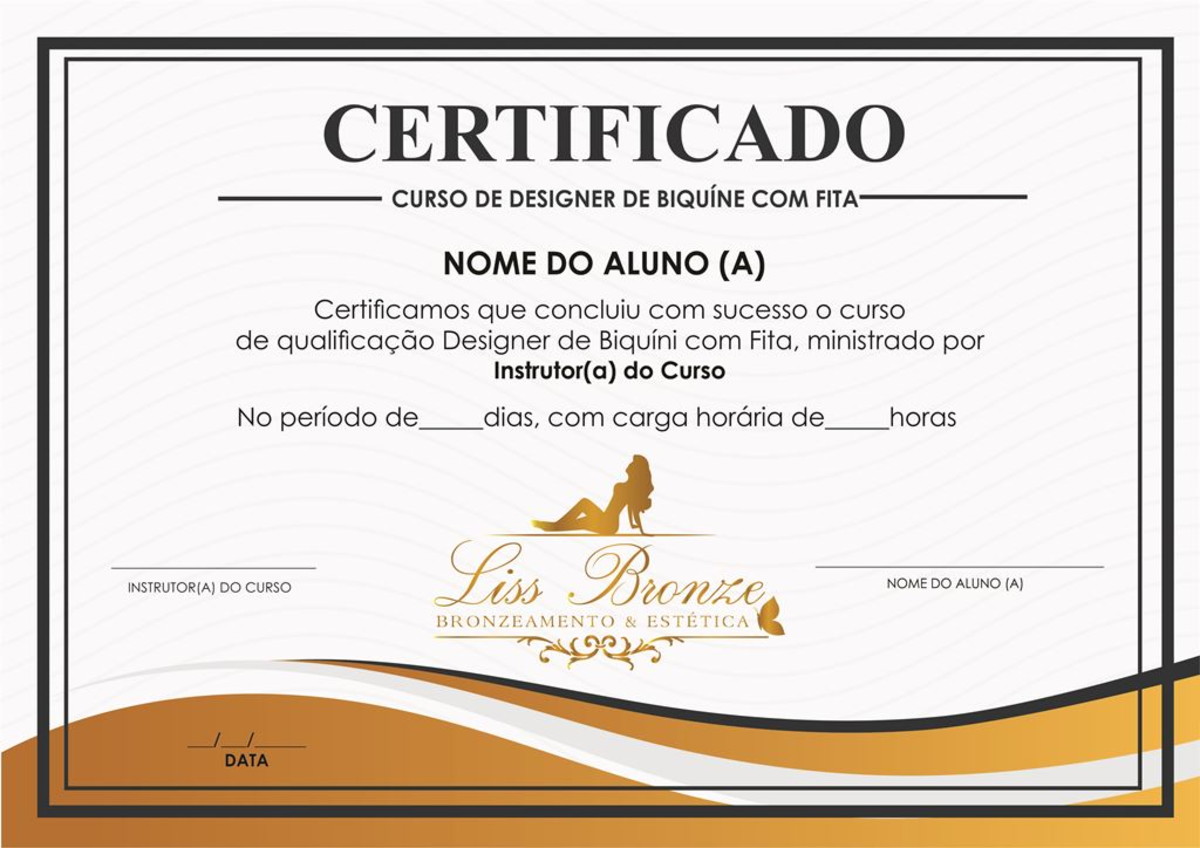 CERTIFICADO
CURSO DE DESIGNER DE BIQUÍNE COM FITA
NOME DO ALUNO (A)
Certificamos que concluiu com sucesso o curso
de qualificação Designer de Biquíni com Fita, ministrado por
Instrutor(a) do Curso
No período de_____dias, com carga horária de_____horas
Liss Bronze
BRONZEAMENTO & ESTÉTICA
INSTRUTOR(A) DO CURSO
NOME DO ALUNO (A)
___/___/______
DATA